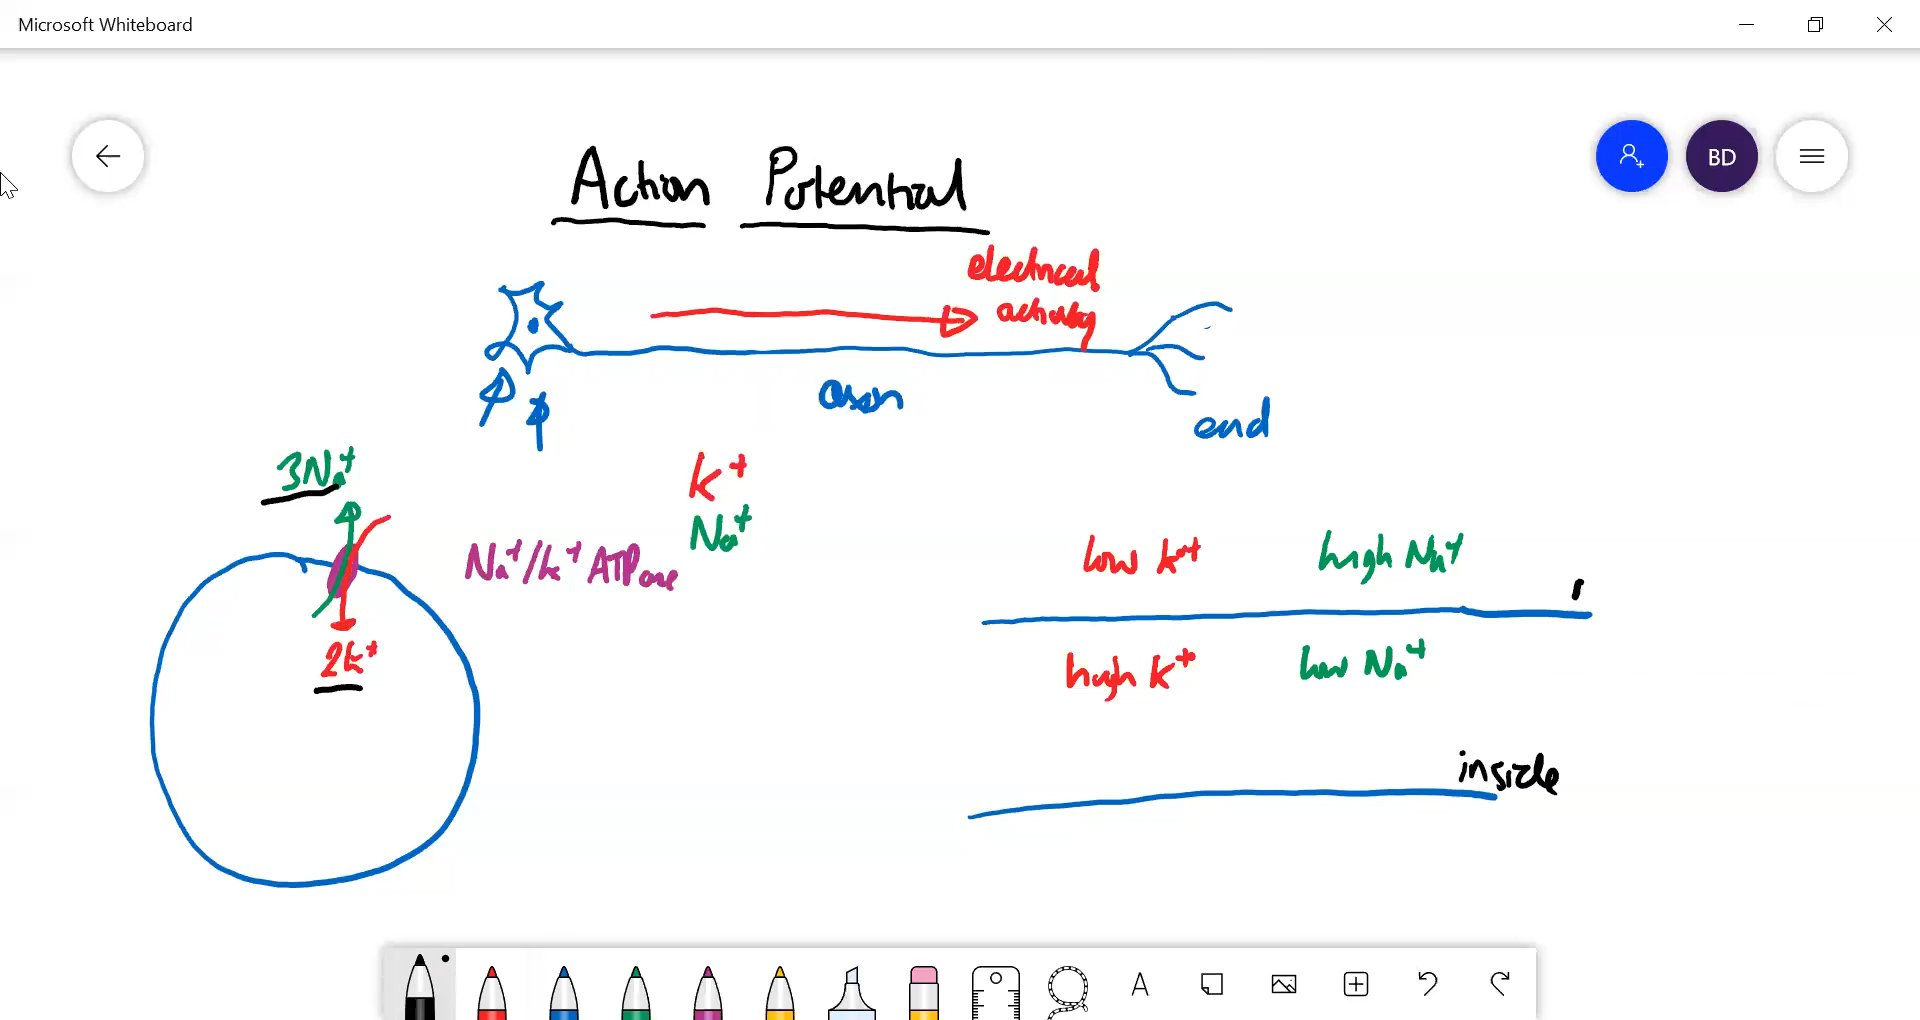 Microsoft Whiteboard
BD
Action Potential
electrical
activity
axon
end
3Na+
K+
Na+
Na+/K+ ATPase
2K+
low K+ high Na+
high K+ low Na+
inside
A